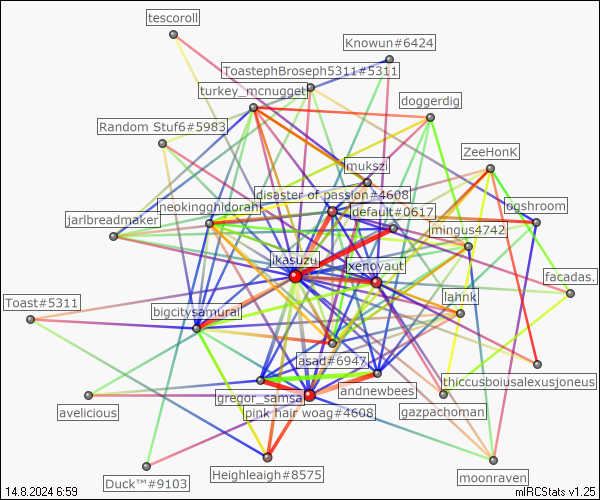 tescoroll
Knowun#6424
ToastephBroseph5311#5311
turkey_mcnugget
doggerdig
Random Stuf6#5983
ZeeHonK
mukszi
disaster of passion#4608
neokingghidorah
default#0617
ogshroom
jarlbreadmaker
mingus4742
ikasuzu
xenoyaut
facadas.
Toast#5311
lahnk
bigcitysamurai
asad#6947
thiccusboiusalexusjoneus
andnewbees
gregor_samsa
avelicious
pink hair woag#4608
gazpachoman
Heighleaigh#8575
moonraven
Duck™#9103
14.8.2024 6:59
mIRCStats v1.25